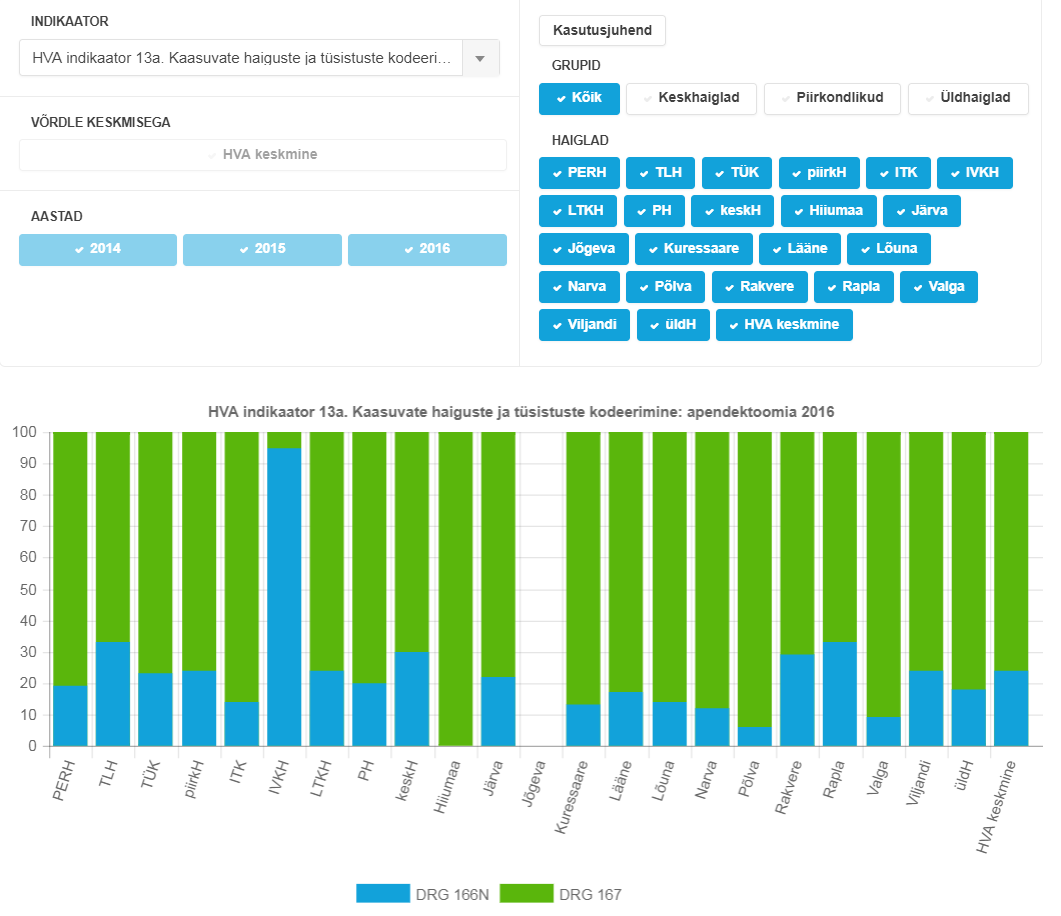 INDIKAATOR
HVA indikaator 13a. Kaasuvate haiguste ja tüsistuste kodeeri...
VÕRDLE KESKMISEGA
HVA keskmine
AASTAD
2014 2015 2016
Kasutusjuhend
GRUPID
Kõik Keskhaiglad Piirkondlikud Üldhaiglad
HAIGLAD
PERH TLH TÜK piirkH ITK IVKH
LTKH PH keskH Hiiumaa Järva
Jõgeva Kuressaare Lääne Lõuna
Narva Põlva Rakvere Rapla Valga
Viljandi üldH HVA keskmine
HVA indikaator 13a. Kaasuvate haiguste ja tüsistuste kodeerimine: apendektoomia 2016
100
90
80
70
60
50
40
30
20
10
0
PERH TLH TÜK piirkH ITK IVKH LTKH PH keskH Hiiumaa Järva Jõgeva Kuressaare Lääne Lõuna Narva Põlva Rakvere Rapla Valga Viljandi üldH HVA keskmine
DRG 166N DRG 167